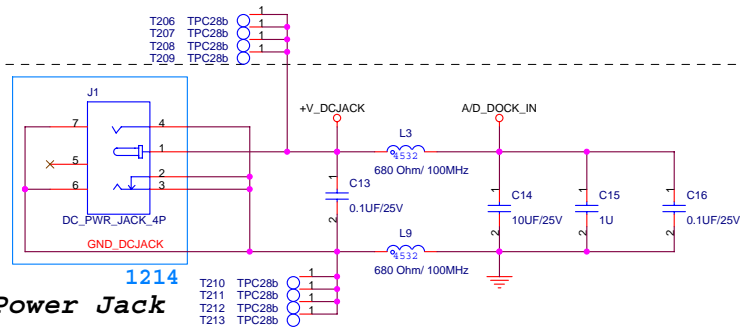 T206 TPC28b 1
T207 TPC28b 1
T208 TPC28b 1
T209 TPC28b 1
J1
+V_DCJACK
A/D_DOCK_IN
7 4
1
5
2
6 3
L3
4532
680 Ohm/ 100MHz
1
C13
0.1UF/25V
2
1
C14
10UF/25V
2
1
C15
1U
2
1
C16
0.1UF/25V
2
DC_PWR_JACK_4P
GND_DCJACK
L9
4532
680 Ohm/ 100MHz
1214
Power Jack
T210 TPC28b 1
T211 TPC28b 1
T212 TPC28b 1
T213 TPC28b 1